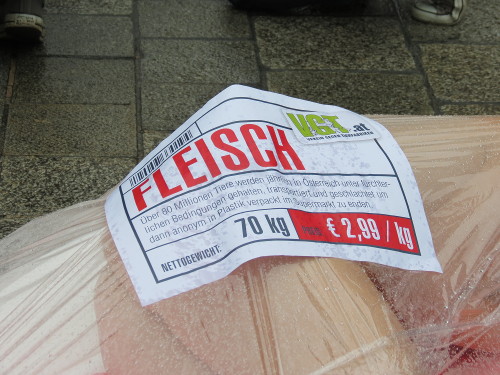 VGT.at
VEREIN GEGEN TIERFABRIKEN
FLEISCH
Über 80 Millionen Tiere werden jährlich in Österreich unter fürchter-
lichen Bedingungen gehalten, transportiert und geschlachtet um
dann anonym in Plastik verpackt im Supermarkt zu enden.
NETTOGEWICHT: 70 kg € 2,99 / kg